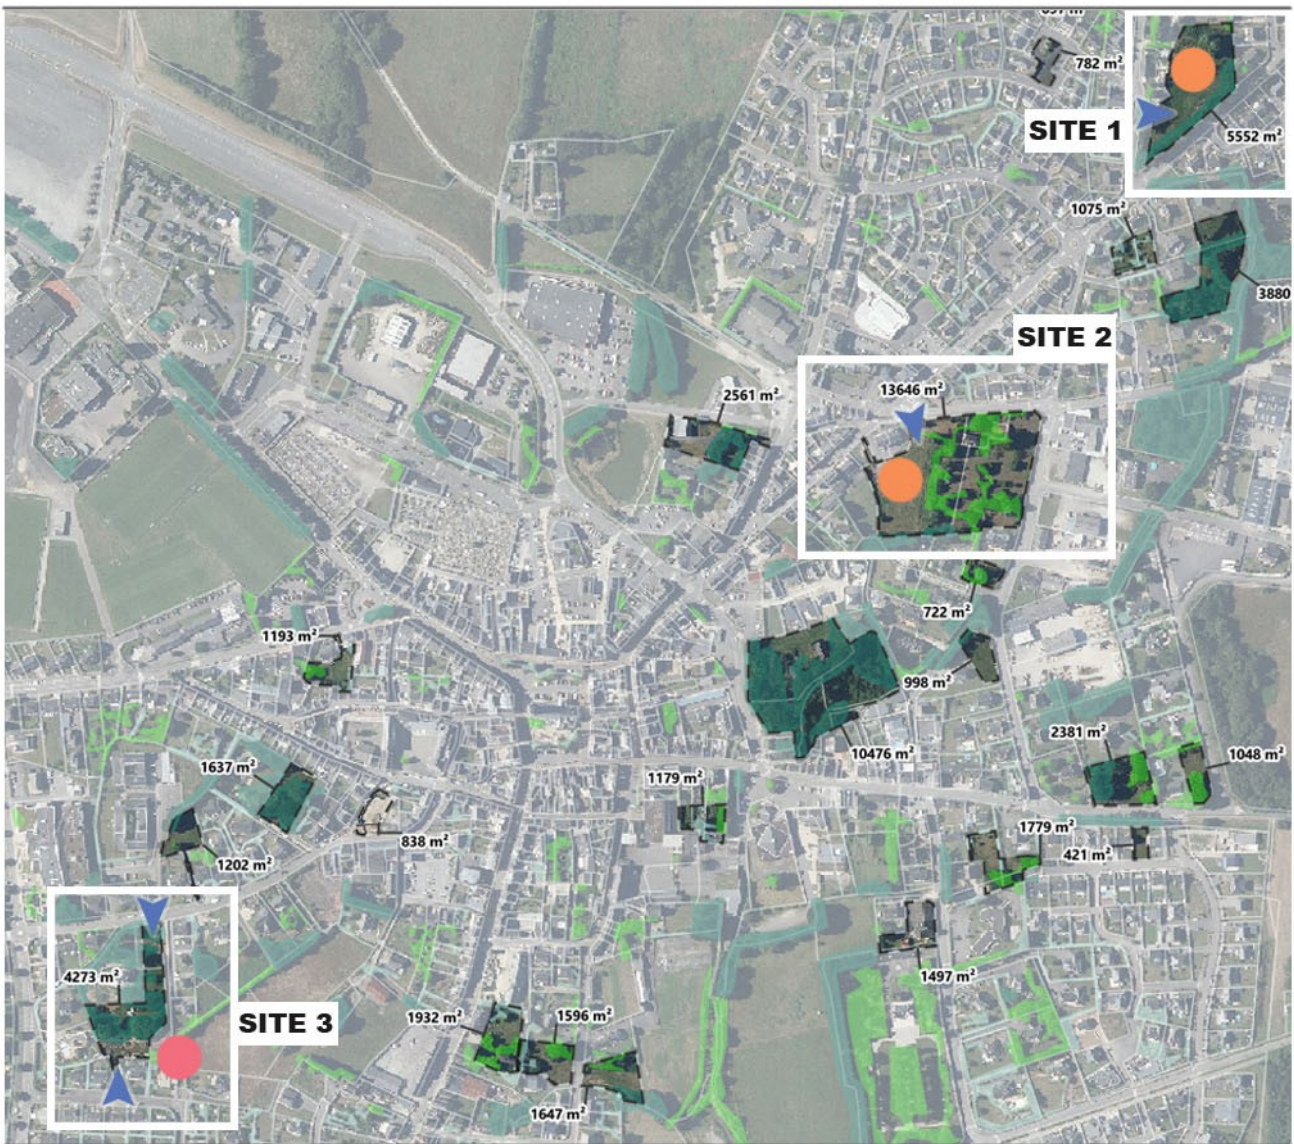 782 m²
SITE 1
5552 m²
1075 m²
3880
SITE 2
13646 m²
2561 m²
722 m²
1193 m²
998 m²
2381 m²
10476 m²
1048 m²
1637 m²
1179 m²
838 m²
1779 m²
421 m²
1202 m²
4273 m²
1497 m²
SITE 3
1932 m²
1596 m²
1647 m²